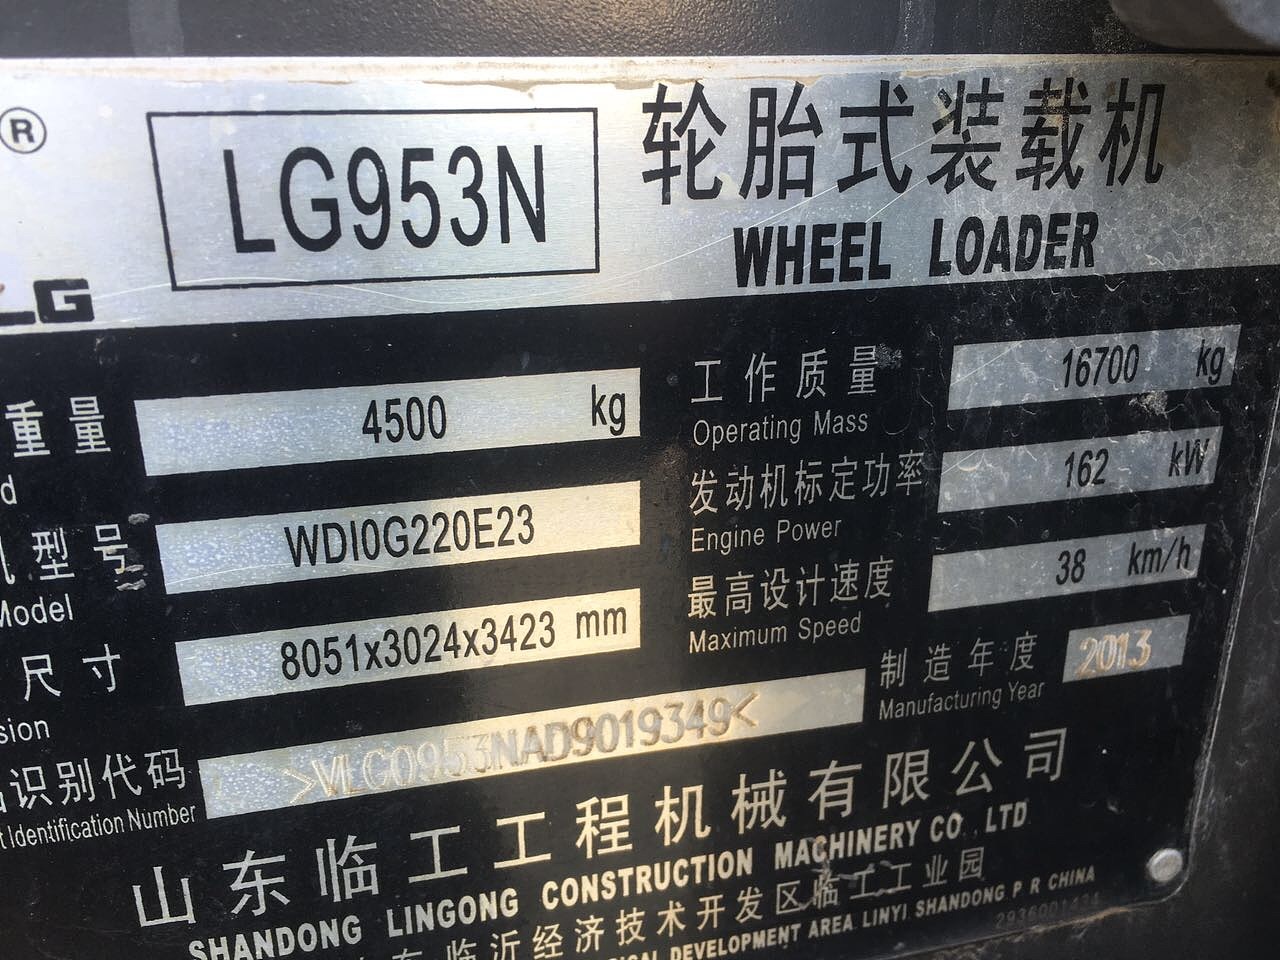 ®
LG
LG953N
轮胎式装载机
WHEEL LOADER
重量
4500 kg
工作质量
Operating Mass
16700 kg
型号
Model
WDI0G220E23
发动机标定功率
Engine Power
162 kW
尺寸
8051x3024x3423 mm
最高设计速度
Maximum Speed
38 km/h
识别代码
Identification Number
>VLG0953NAD9019349<
制造年度
Manufacturing Year
2013
山东临工工程机械有限公司
SHANDONG LINGONG CONSTRUCTION MACHINERY CO.,LTD
临沂经济技术开发区临工工业园
DEVELOPMENT AREA LINYI SHANDONG P R CHINA